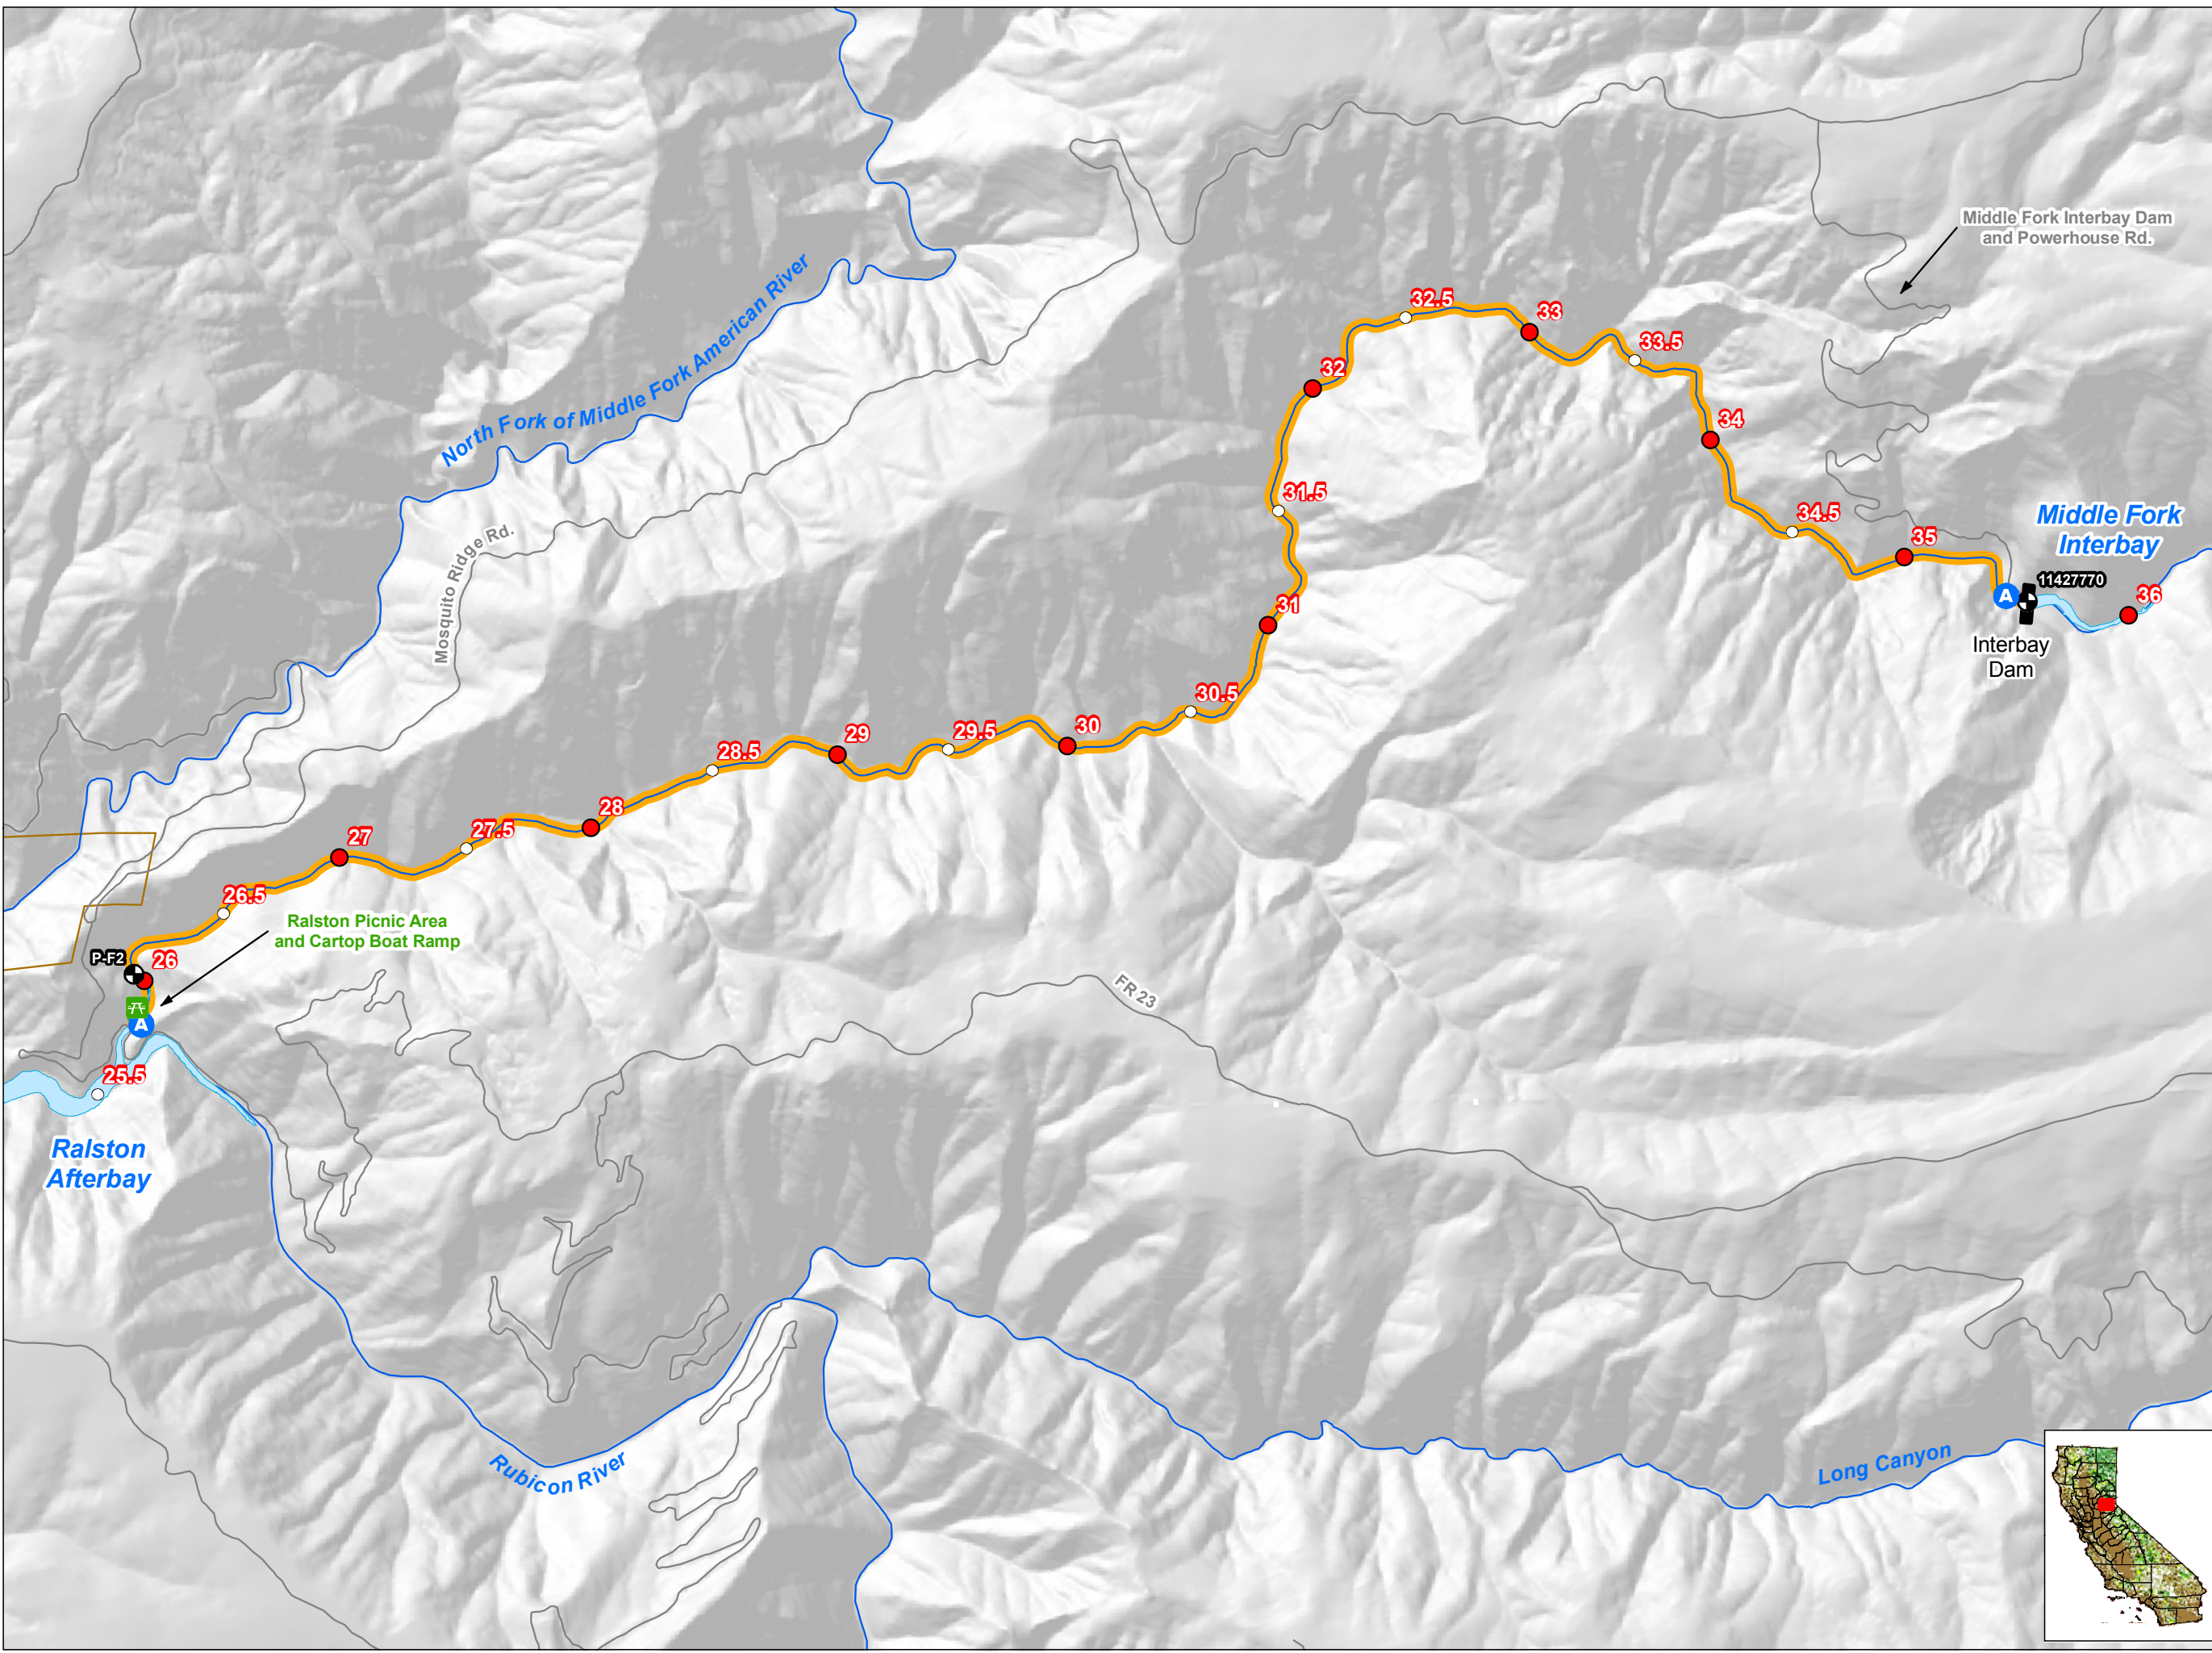 Middle Fork Interbay Dam
and Powerhouse Rd.
North Fork of Middle Fork American River
32.5
33
33.5
32
34
31.5
34.5
Middle Fork
Interbay
35
Mosquito Ridge Rd.
11427770
36
31
Interbay
Dam
30.5
30
29.5
29
28.5
28
27.5
27
26.5
Ralston Picnic Area
and Cartop Boat Ramp
P-F2
26
A
A
FR 23
25.5
Ralston
Afterbay
Rubicon River
Long Canyon